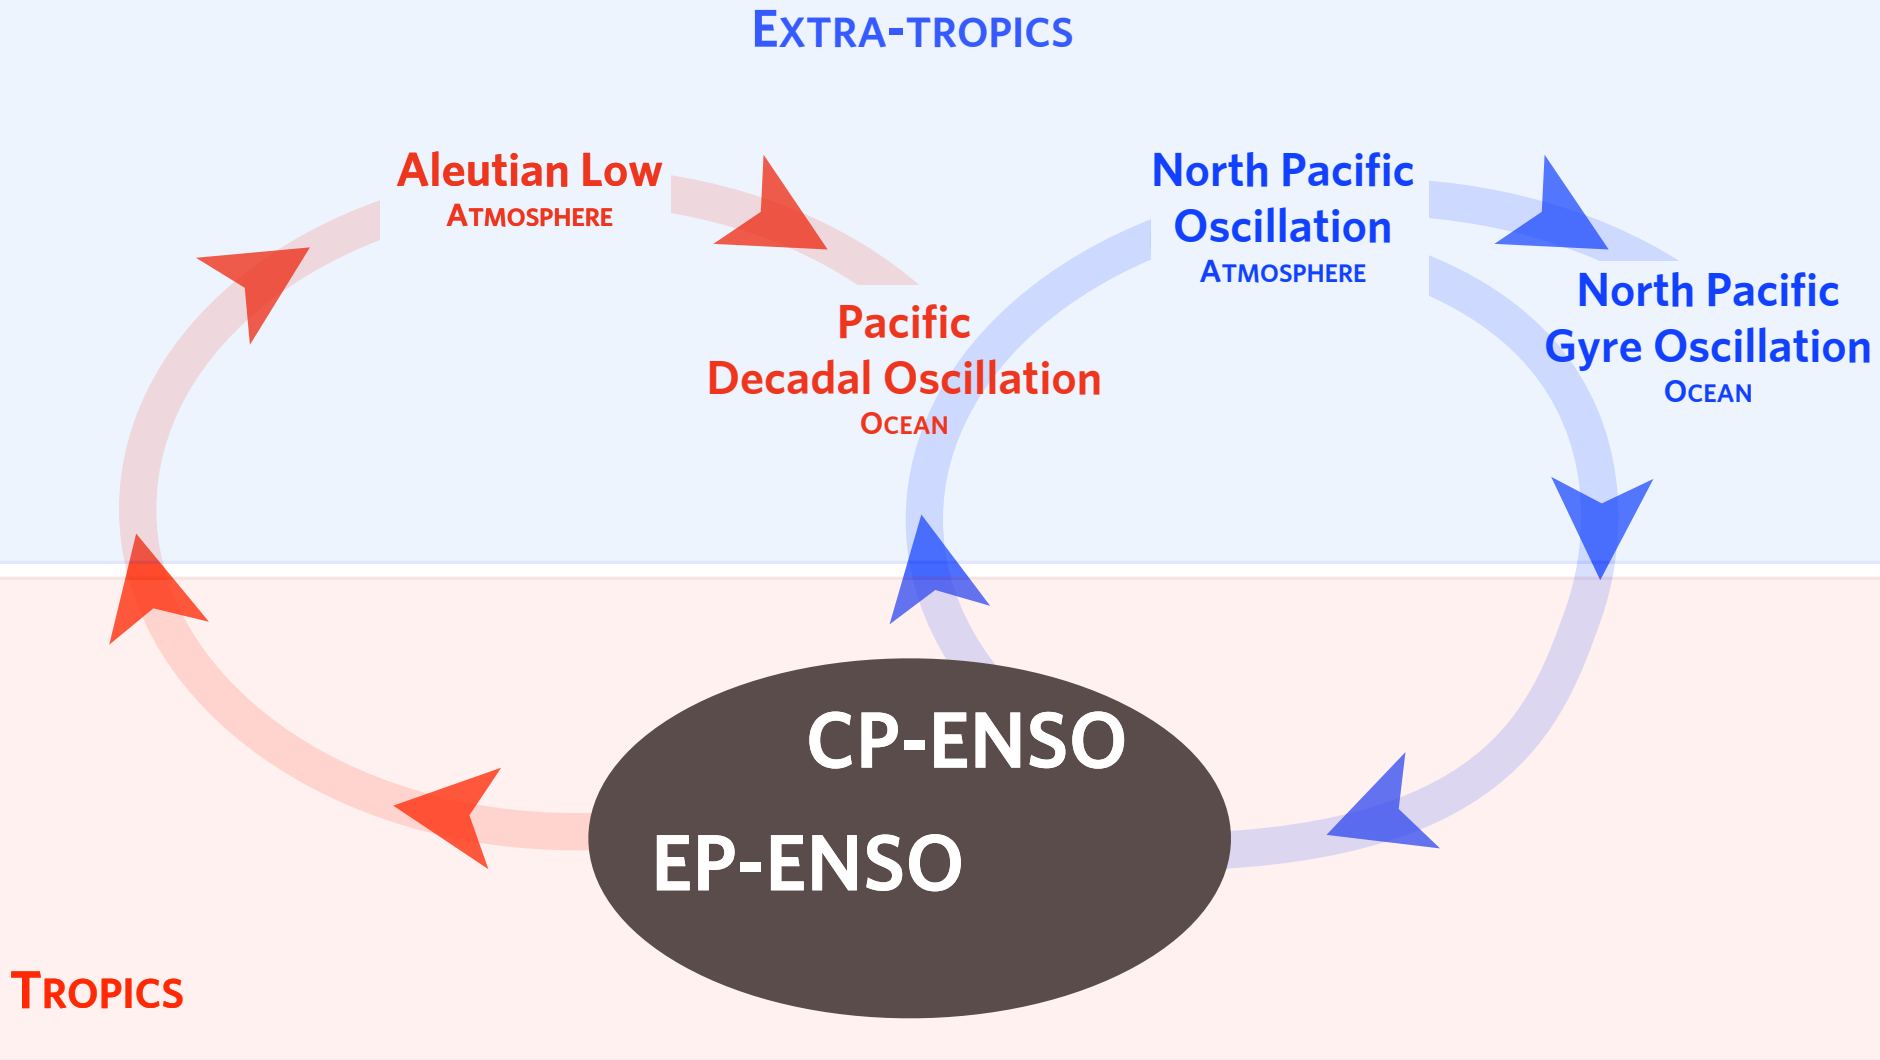 EXTRA-TROPICS
Aleutian Low
ATMOSPHERE
Pacific
Decadal Oscillation
OCEAN
North Pacific
Oscillation
ATMOSPHERE
North Pacific
Gyre Oscillation
OCEAN
CP-ENSO
EP-ENSO
TROPICS